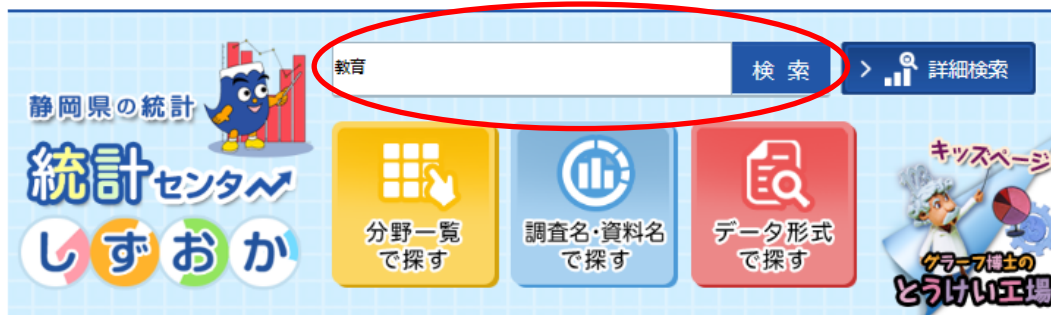 教育
検索
> 詳細検索
静岡県の統計
統計センター
しずおか
分野一覧
で探す
調査名・資料名
で探す
データ形式
で探す
キッズページ
グラーフ博士の
とうけい工場